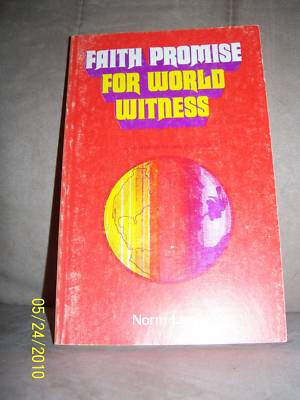 FAITH PROMISE
FOR WORLD
WITNESS
Norm
05/24/2010